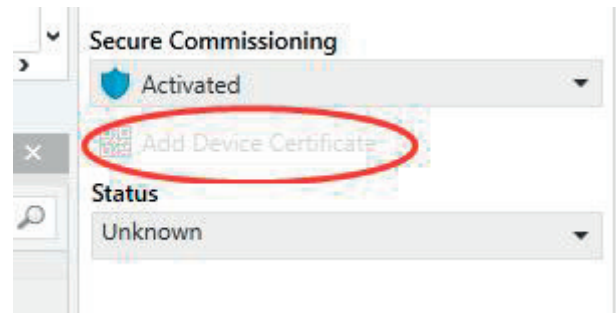 Secure Commissioning
Activated
Add Device Certificate
Status
Unknown